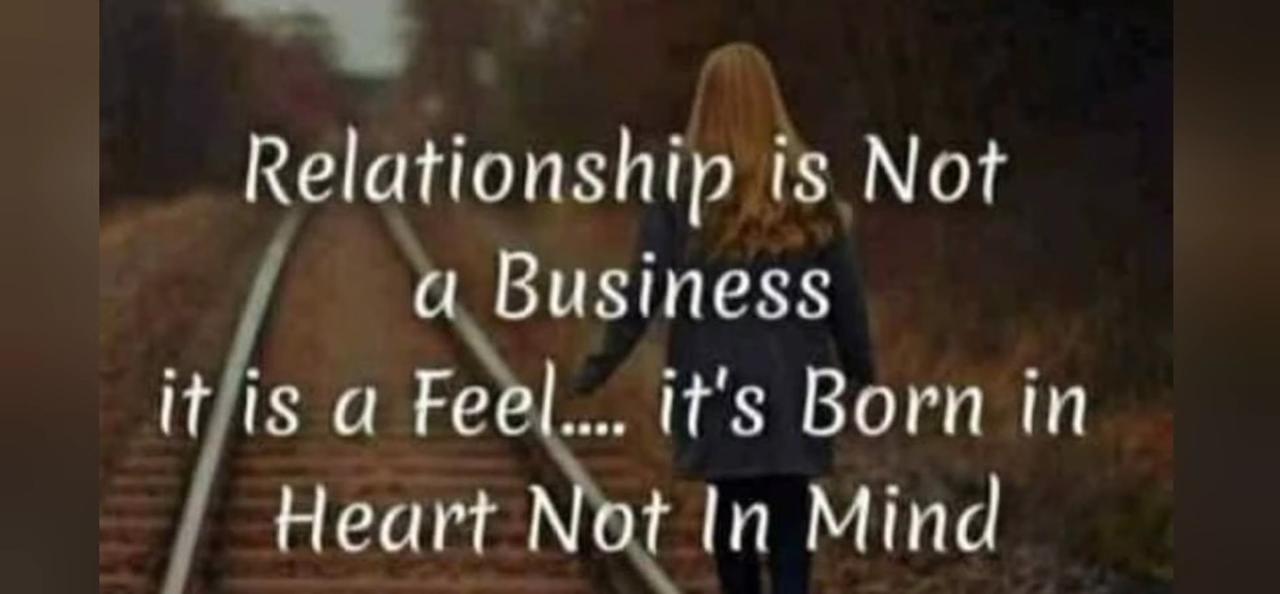 Relationship is Not
a Business
it is a Feel.... it's Born in
Heart Not In Mind